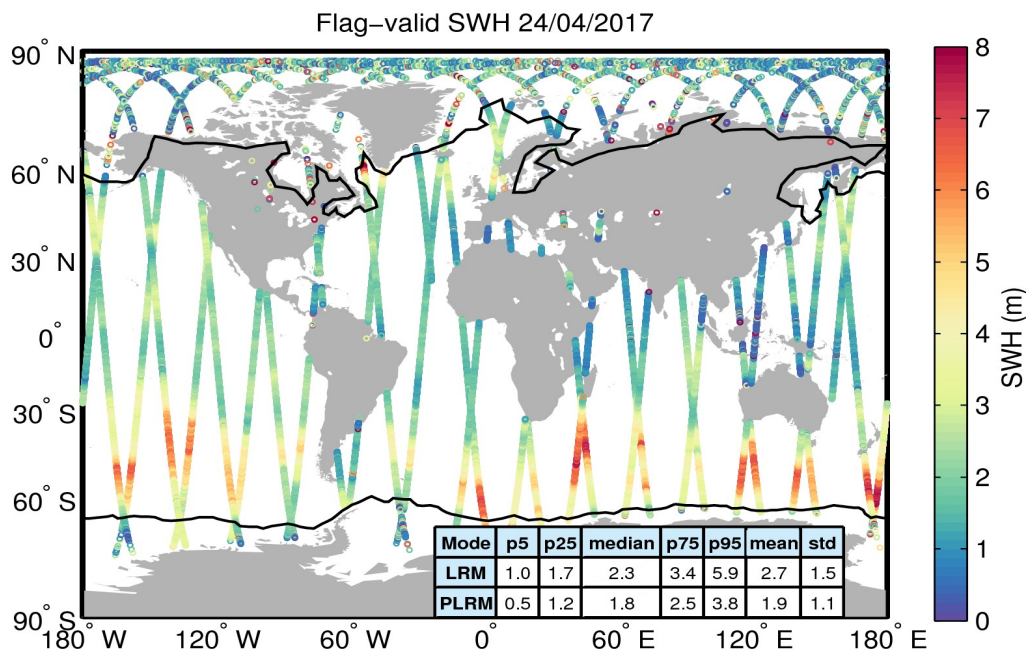 Flag−valid SWH 24/04/2017
90° N
60° N
30° N
0°
30° S
60° S
90° S
180° W
120° W
60° W
0°
60° E
120° E
180° E
8
7
6
5
4
3
2
1
0
SWH (m)
Mode p5 p25 median p75 p95 mean std
LRM 1.0 1.7 2.3 3.4 5.9 2.7 1.5
PLRM 0.5 1.2 1.8 2.5 3.8 1.9 1.1